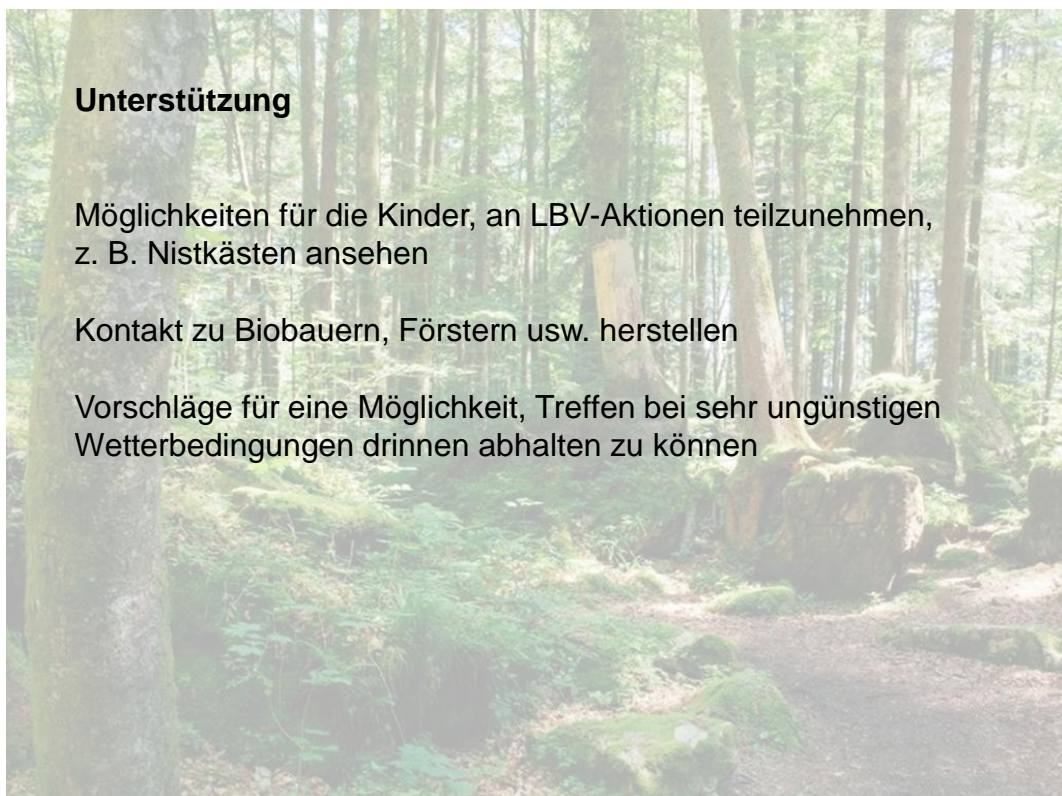 Unterstützung
Möglichkeiten für die Kinder, an LBV-Aktionen teilzunehmen,
z. B. Nistkästen ansehen
Kontakt zu Biobauern, Förstern usw. herstellen
Vorschläge für eine Möglichkeit, Treffen bei sehr ungünstigen
Wetterbedingungen drinnen abhalten zu können